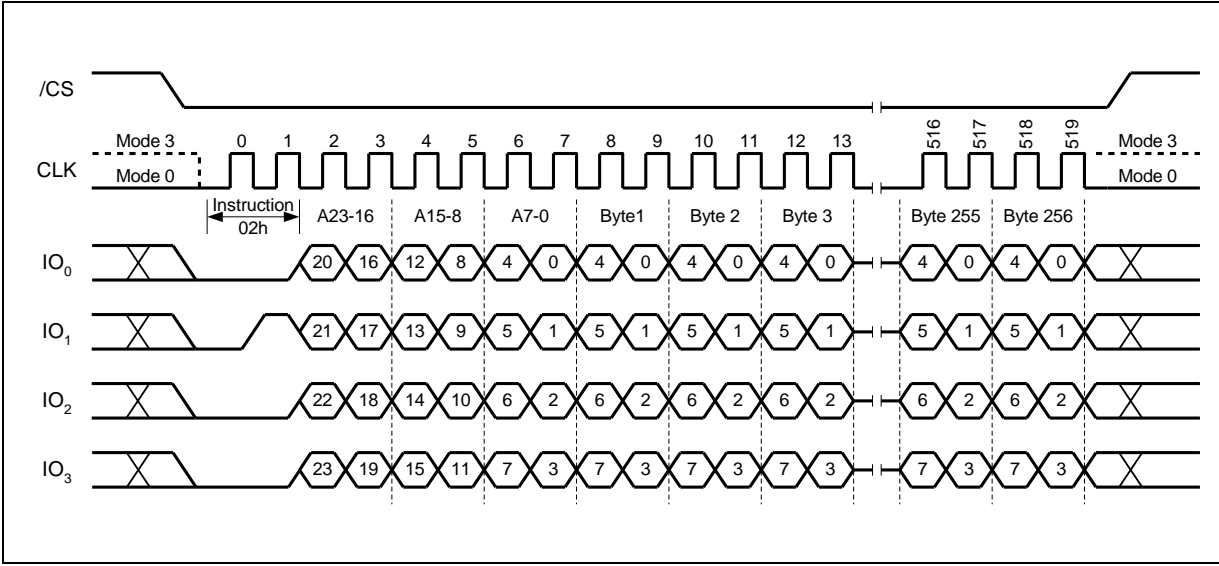 /CS
Mode 3 0 1 2 3 4 5 6 7 8 9 10 11 12 13 516 517 518 519 Mode 3
CLK
Mode 0 Mode 0
Instruction
02h
A23-16 A15-8 A7-0 Byte1 Byte 2 Byte 3 Byte 255 Byte 256
IO0 20 16 12 8 4 0 4 0 4 0 4 0 4 0 4 0
IO1 21 17 13 9 5 1 5 1 5 1 5 1 5 1 5 1
IO2 22 18 14 10 6 2 6 2 6 2 6 2 6 2 6 2
IO3 23 19 15 11 7 3 7 3 7 3 7 3 7 3 7 3